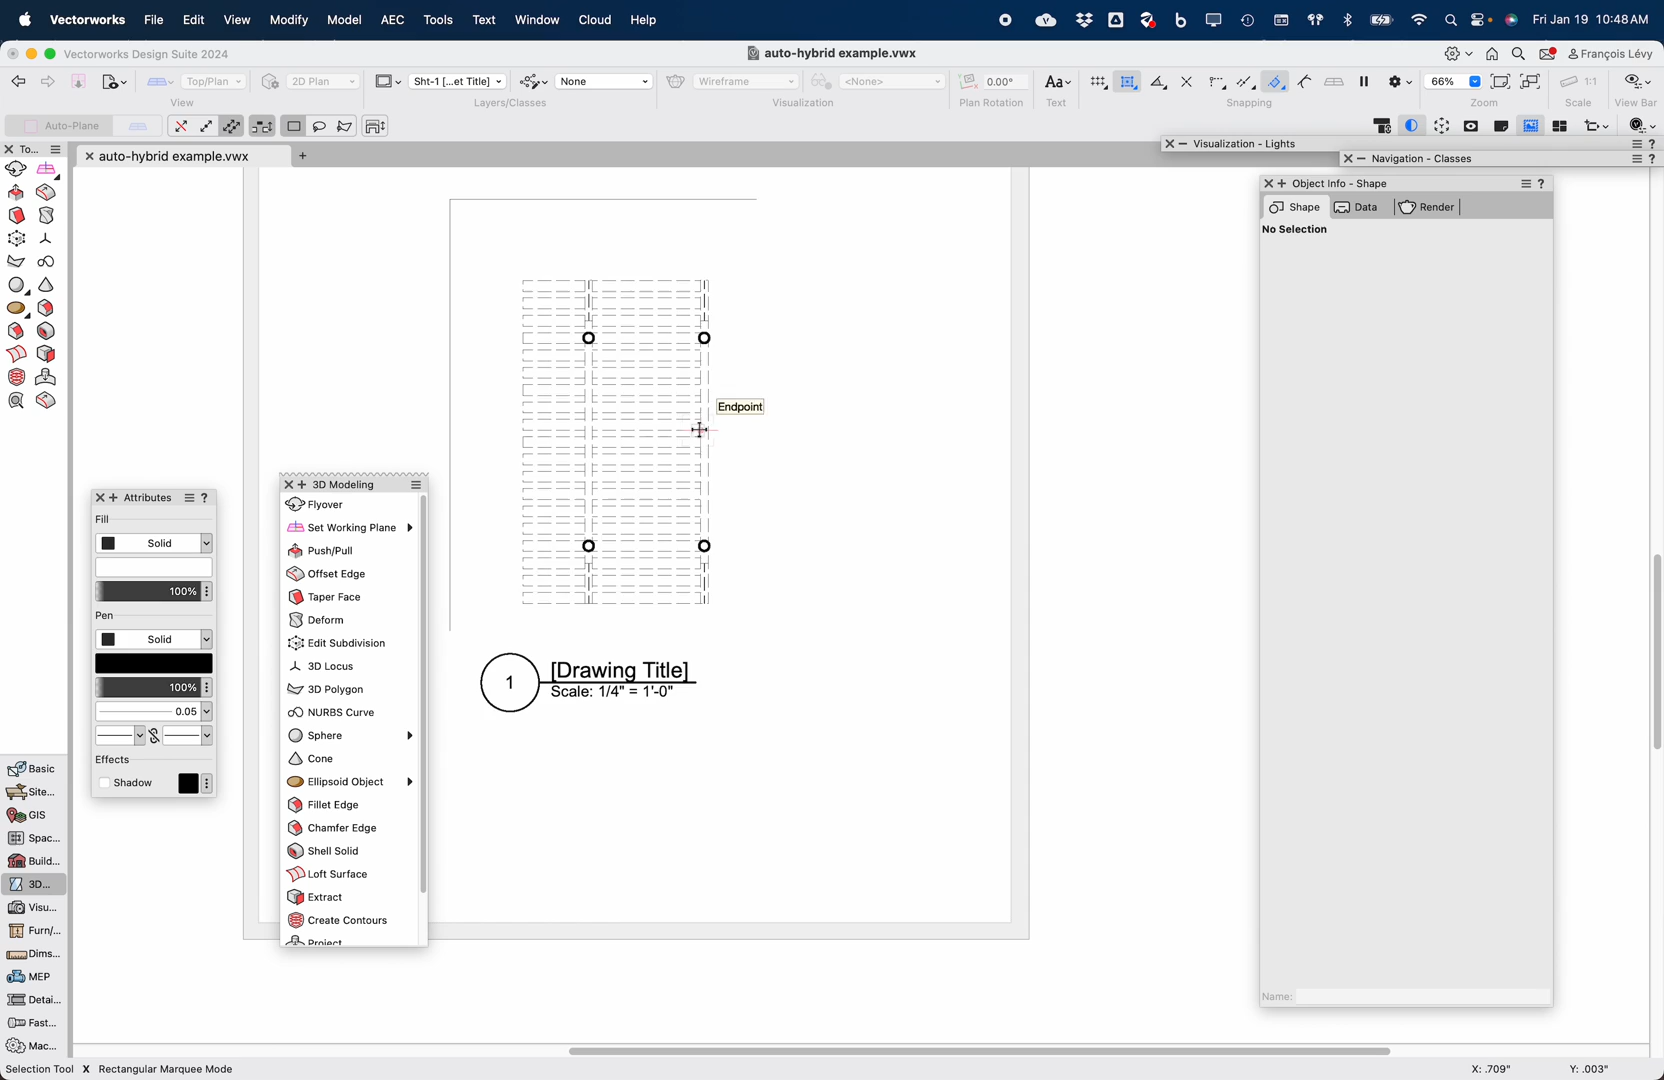 Vectorworks File Edit View Modify Model AEC Tools Text Window Cloud Help Fri Jan 19 10:48 AM
Vectorworks Design Suite 2024 auto-hybrid example.vwx François Lévy
Top/Plan 2D Plan Sht-1 [...et Title] None Wireframe <None> 0.00° Aa 66% 1:1
View Layers/Classes Visualization Plan Rotation Text Snapping Zoom Scale View Bar
Auto-Plane
To...
auto-hybrid example.vwx
Visualization - Lights
Navigation - Classes
Object Info - Shape
Shape Data Render
No Selection
Endpoint
Attributes
Fill
Solid
100%
Pen
Solid
100%
0.05
Effects
Shadow
3D Modeling
Flyover
Set Working Plane
Push/Pull
Offset Edge
Taper Face
Deform
Edit Subdivision
3D Locus
3D Polygon
NURBS Curve
Sphere
Cone
Ellipsoid Object
Fillet Edge
Chamfer Edge
Shell Solid
Loft Surface
Extract
Create Contours
Project
1
[Drawing Title]
Scale: 1/4" = 1'-0"
Basic
Site...
GIS
Spac...
Build...
3D...
Visu...
Furn/...
Dims...
MEP
Detai...
Fast...
Mac...
Name:
Selection Tool X Rectangular Marquee Mode X: .709" Y: .003"